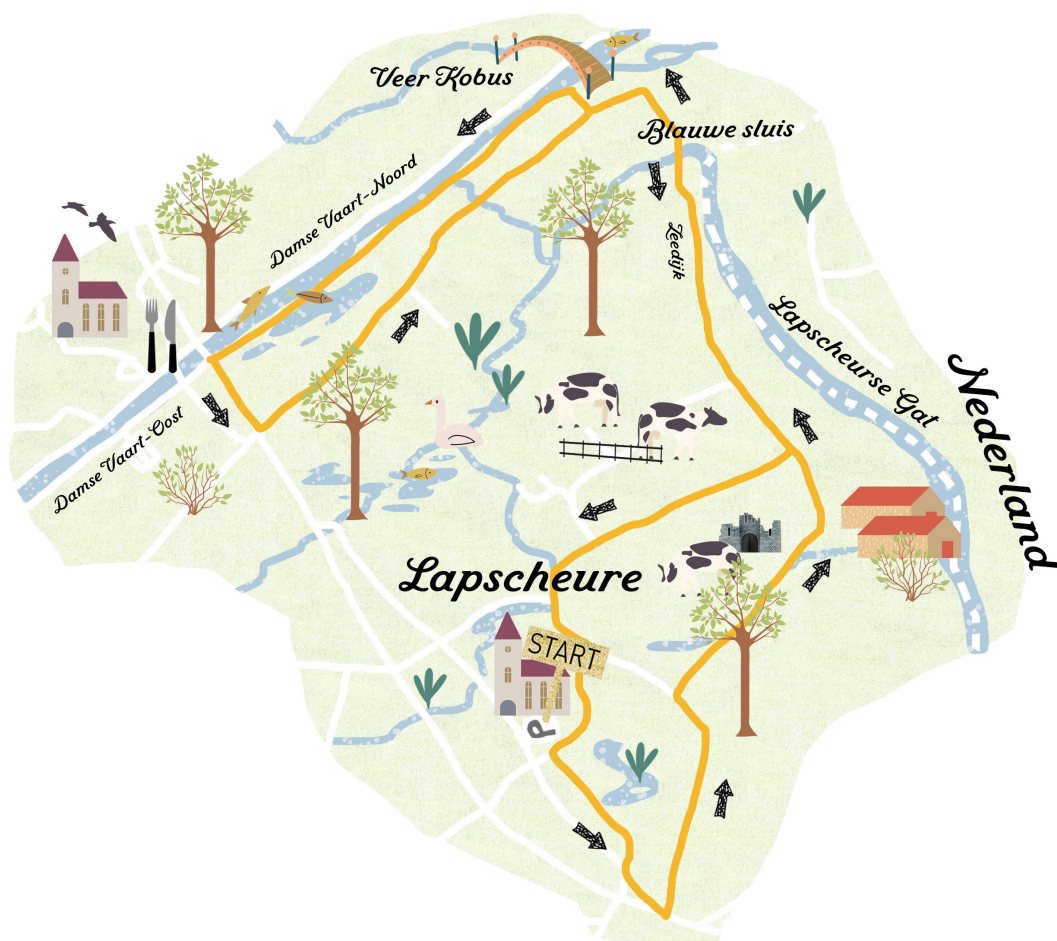 Veer Kobus
Blauwe sluis
Damse Vaart-Noord
Zeedijk
Lapscheurse Gat
Nederland
Damse Vaart-Oost
Lapscheure
START
P